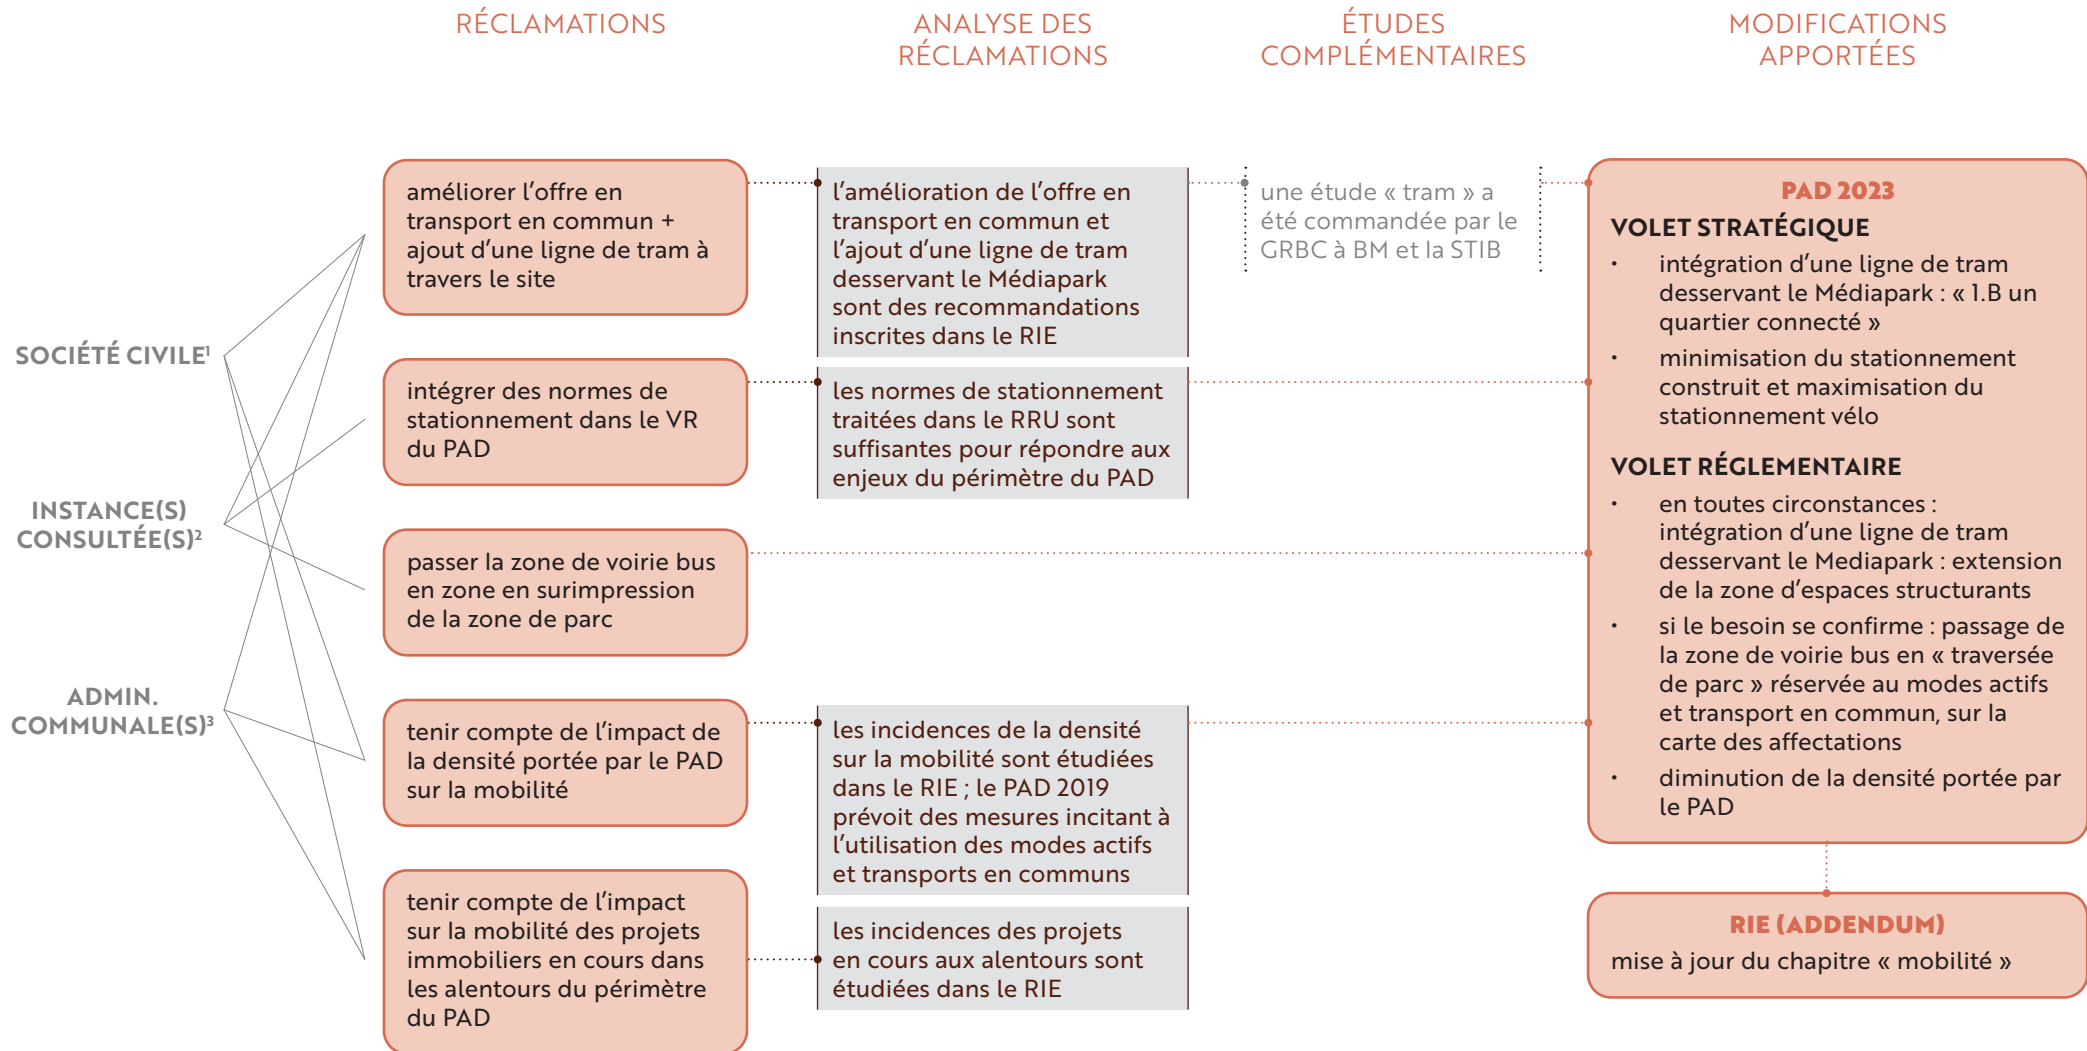 RÉCLAMATIONS
ANALYSE DES
RÉCLAMATIONS
ÉTUDES
COMPLÉMENTAIRES
MODIFICATIONS
APPORTÉES
SOCIÉTÉ CIVILE¹
INSTANCE(S)
CONSULTÉE(S)²
ADMIN.
COMMUNALE(S)³
améliorer l’offre en
transport en commun +
ajout d’une ligne de tram à
travers le site
intégrer des normes de
stationnement dans le VR
du PAD
passer la zone de voirie bus
en zone en surimpression
de la zone de parc
tenir compte de l’impact de
la densité portée par le PAD
sur la mobilité
tenir compte de l’impact
sur la mobilité des projets
immobiliers en cours dans
les alentours du périmètre
du PAD
l’amélioration de l’offre en
transport en commun et
l’ajout d’une ligne de tram
desservant le Médiapark
sont des recommandations
inscrites dans le RIE
les normes de stationnement
traitées dans le RRU sont
suffisantes pour répondre aux
enjeux du périmètre du PAD
les incidences de la densité
sur la mobilité sont étudiées
dans le RIE ; le PAD 2019
prévoit des mesures incitant à
l’utilisation des modes actifs
et transports en communs
les incidences des projets
en cours aux alentours sont
étudiées dans le RIE
une étude « tram » a
été commandée par le
GRBC à BM et la STIB
PAD 2023
VOLET STRATÉGIQUE
• intégration d’une ligne de tram
desservant le Médiapark : « 1.B un
quartier connecté »
• minimisation du stationnement
construit et maximisation du
stationnement vélo
VOLET RÉGLEMENTAIRE
• en toutes circonstances :
intégration d’une ligne de tram
desservant le Mediapark : extension
de la zone d’espaces structurants
• si le besoin se confirme : passage de
la zone de voirie bus en « traversée
de parc » réservée au modes actifs
et transport en commun, sur la
carte des affectations
• diminution de la densité portée par
le PAD
RIE (ADDENDUM)
mise à jour du chapitre « mobilité »